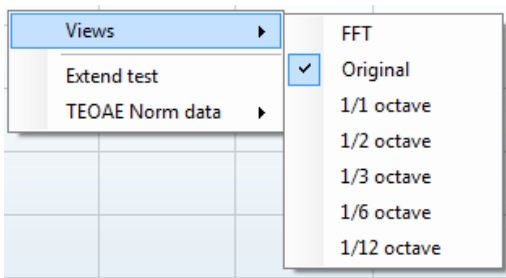 Views
Extend test
TEOAE Norm data
FFT
Original
1/1 octave
1/2 octave
1/3 octave
1/6 octave
1/12 octave